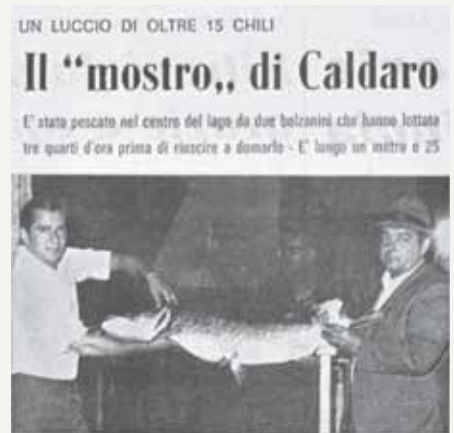 UN LUCCIO DI OLTRE 15 CHILI
Il “mostro„ di Caldaro
E' stato pescato nel centro del lago da due bolzanini che hanno lottato
tre quarti d'ora prima di riuscire a domarlo - E' lungo un metro e 25